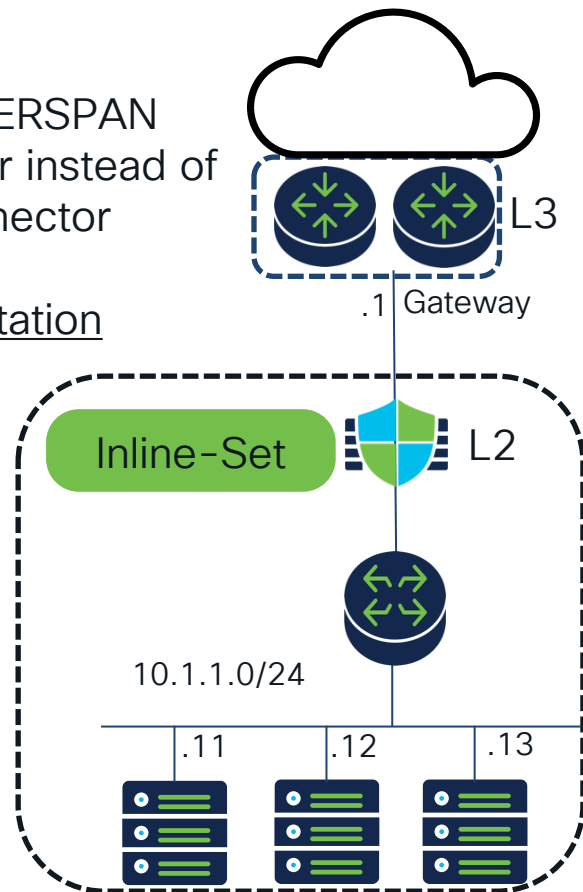 ERSPAN
r instead of
nector
tation
L3
.1 Gateway
Inline-Set
L2
10.1.1.0/24
.11
.12
.13